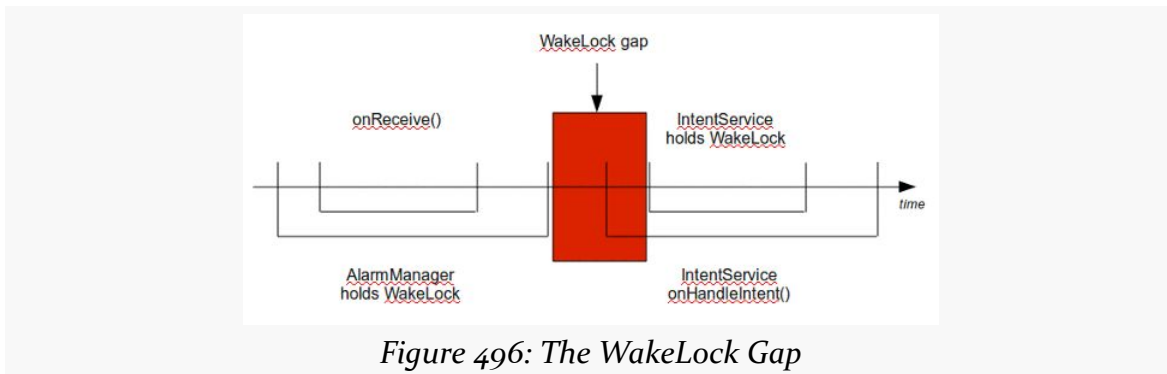 WakeLock gap
onReceive()
IntentService
holds WakeLock
time
AlarmManager
holds WakeLock
IntentService
onHandleIntent()
Figure 496: The WakeLock Gap